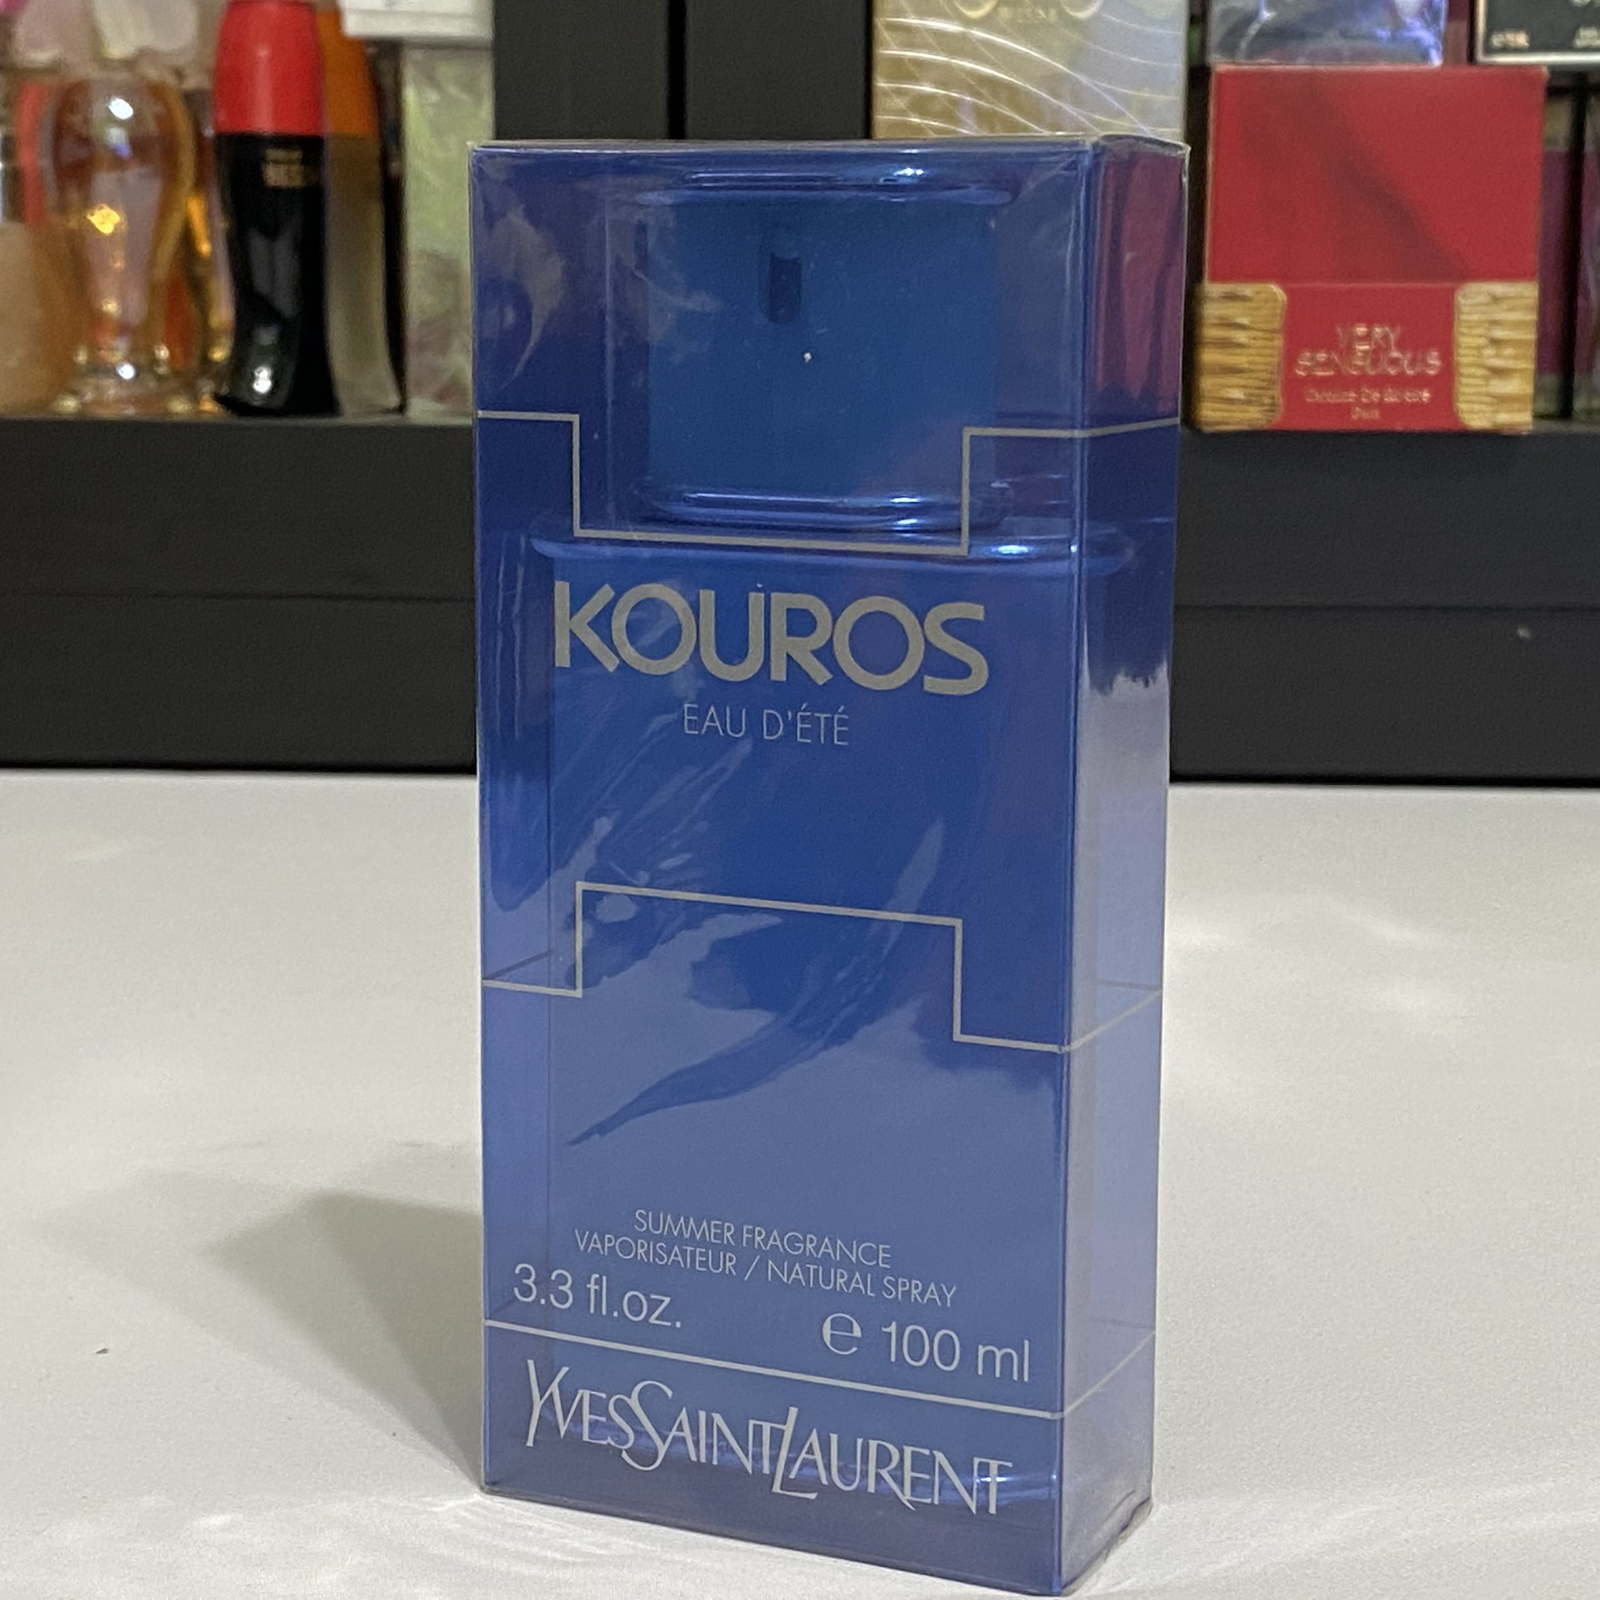 KOUROS
EAU D'ÉTÉ
SUMMER FRAGRANCE
VAPORISATEUR / NATURAL SPRAY
3.3 fl.oz.
℮ 100 ml
YVESSAINTLAURENT
VERY
SENSUOUS